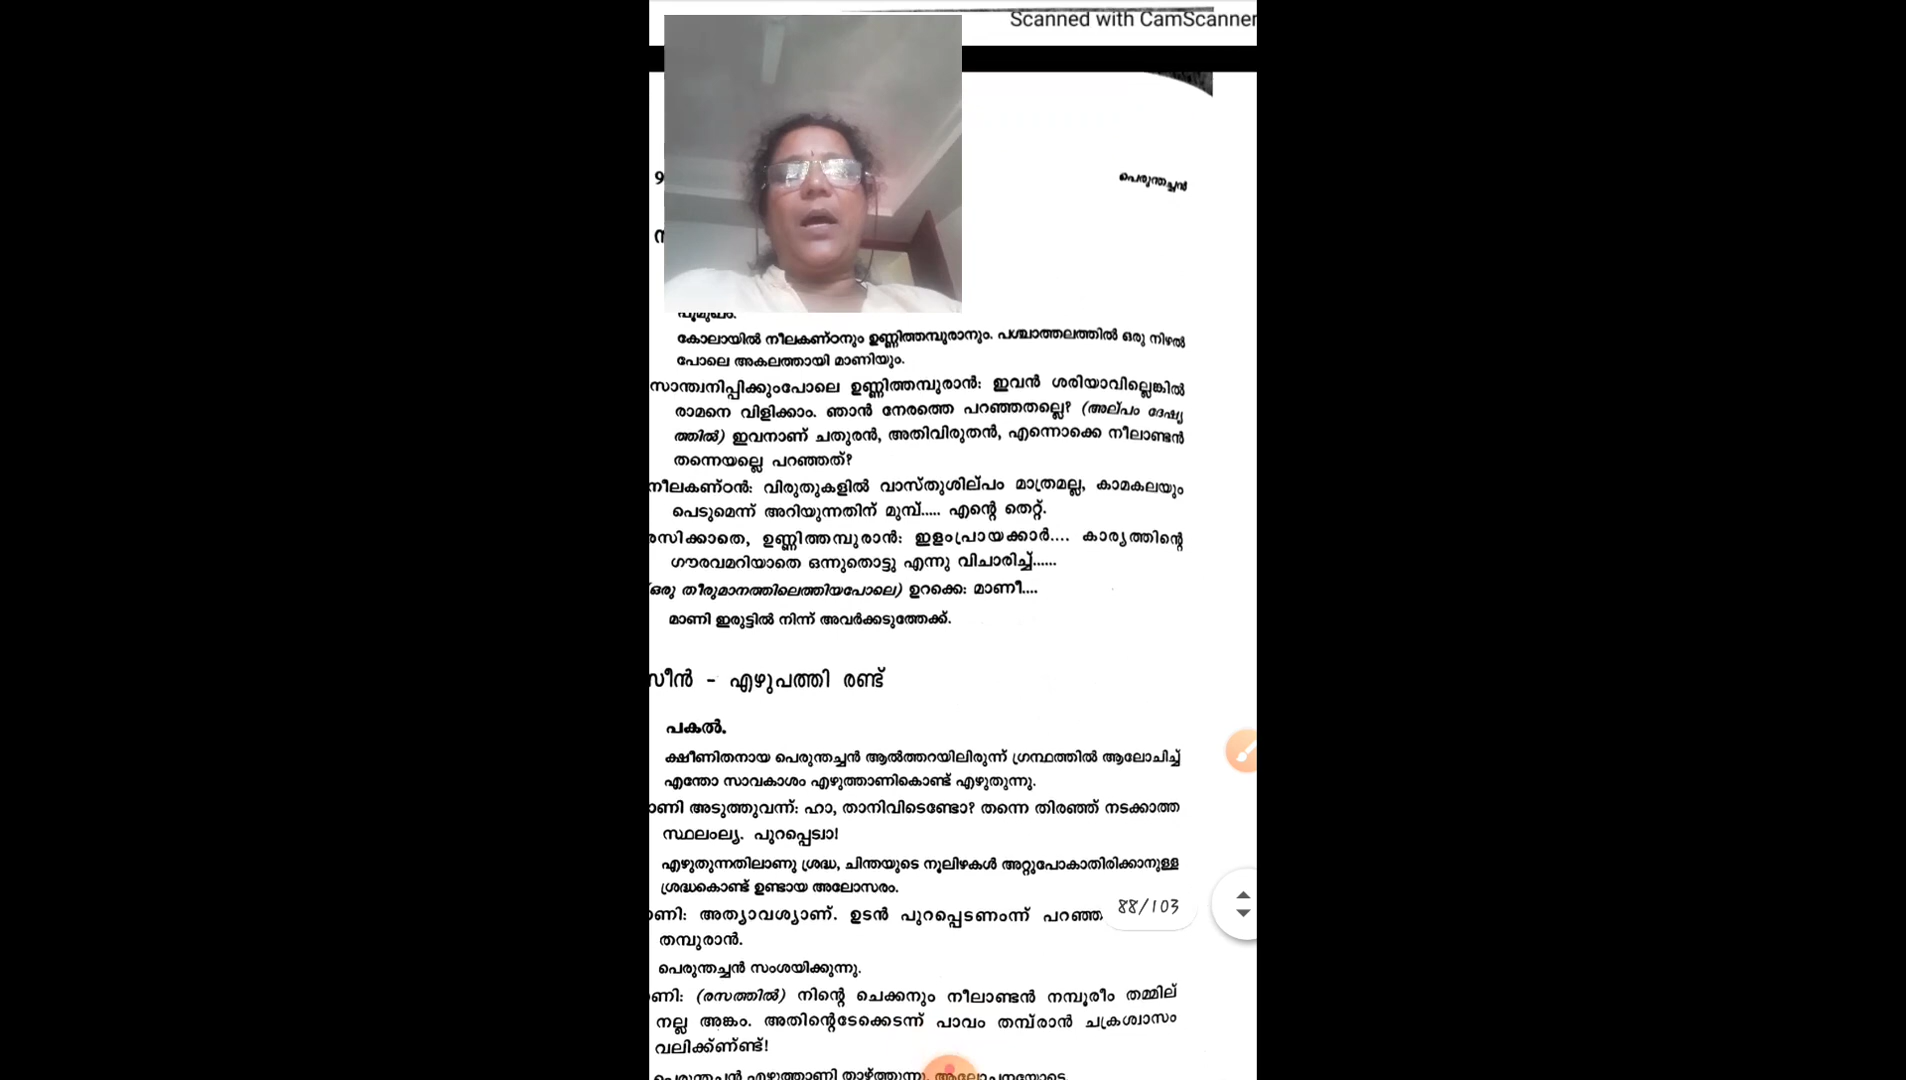 Scanned with CamScanner
9
പെരുന്തച്ചൻ
പൂമുഖം.
കോലായിൽ നീലകണ്ഠനും ഉണ്ണിത്തമ്പുരാനും. പശ്ചാത്തലത്തിൽ ഒരു നിഴൽ
പോലെ അകലത്തായി മാണിയും.
സാന്ത്വനിപ്പിക്കുംപോലെ ഉണ്ണിത്തമ്പുരാൻ: ഇവൻ ശരിയാവില്ലെങ്കിൽ
രാമനെ വിളിക്കാം. ഞാൻ നേരത്തെ പറഞ്ഞതല്ലെ? (അല്പം ദേഷ്യ
ത്തിൽ) ഇവനാണ് ചതുരൻ, അതിവിരുതൻ, എന്നൊക്കെ നീലാണ്ടൻ
തന്നെയല്ലെ പറഞ്ഞത്?
നീലകണ്ഠൻ: വിരുതുകളിൽ വാസ്തുശില്പം മാത്രമല്ല, കാമകലയും
പെടുമെന്ന് അറിയുന്നതിന് മുമ്പ്..... എന്റെ തെറ്റ്.
രസിക്കാതെ, ഉണ്ണിത്തമ്പുരാൻ: ഇളംപ്രായക്കാർ.... കാര്യത്തിന്റെ
ഗൗരവമറിയാതെ ഒന്നുതൊട്ടു എന്നു വിചാരിച്ച്......
(ഒരു തീരുമാനത്തിലെത്തിയപോലെ) ഉറക്കെ: മാണീ....
മാണി ഇരുട്ടിൽ നിന്ന് അവർക്കടുത്തേക്ക്.
സീൻ - എഴുപത്തി രണ്ട്
പകൽ.
ക്ഷീണിതനായ പെരുന്തച്ചൻ ആൽത്തറയിലിരുന്ന് ഗ്രന്ഥത്തിൽ ആലോചിച്ച്
എന്തോ സാവകാശം എഴുത്താണികൊണ്ട് എഴുതുന്നു.
ാണി അടുത്തുവന്ന്: ഹാ, താനിവിടെണ്ടോ? തന്നെ തിരഞ്ഞ് നടക്കാത്ത
സ്ഥലംല്യ. പുറപ്പെട്വാ!
എഴുതുന്നതിലാണു ശ്രദ്ധ, ചിന്തയുടെ നൂലിഴകൾ അറ്റുപോകാതിരിക്കാനുള്ള
ശ്രദ്ധകൊണ്ട് ഉണ്ടായ അലോസരം.
ാണി: അത്യാവശ്യാണ്. ഉടൻ പുറപ്പെടണംന്ന് പറഞ്ഞ
88/103
തമ്പുരാൻ.
പെരുന്തച്ചൻ സംശയിക്കുന്നു.
ാണി: (രസത്തിൽ) നിന്റെ ചെക്കനും നീലാണ്ടൻ നമ്പൂരീം തമ്മില്
നല്ല അങ്കം. അതിന്റെടേക്കെടന്ന് പാവം തമ്പ്‌രാൻ ചക്രശ്വാസം
വലിക്ക്ണ്ണ്ട്!
പെരുന്തച്ചൻ എഴുത്താണി താഴ്ത്തുന്നു. ആലോചനയോടെ.